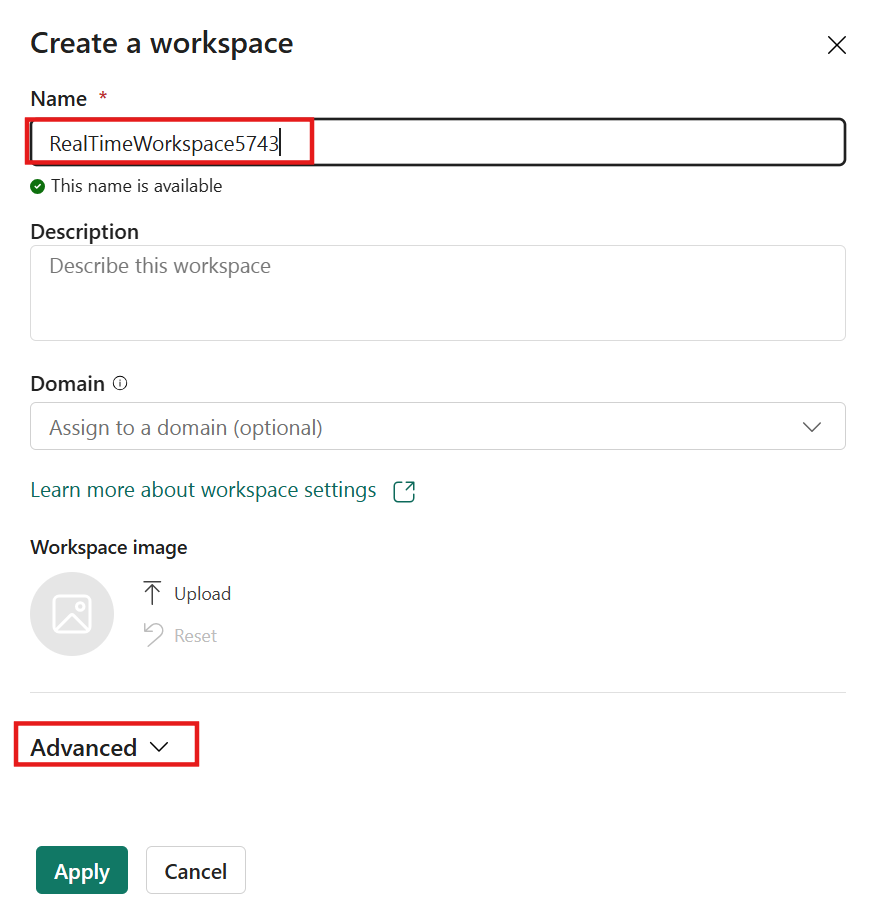 Create a workspace
Name *
RealTimeWorkspace5743
This name is available
Description
Describe this workspace
Domain
Assign to a domain (optional)
Learn more about workspace settings
Workspace image
Upload
Reset
Advanced
Apply
Cancel